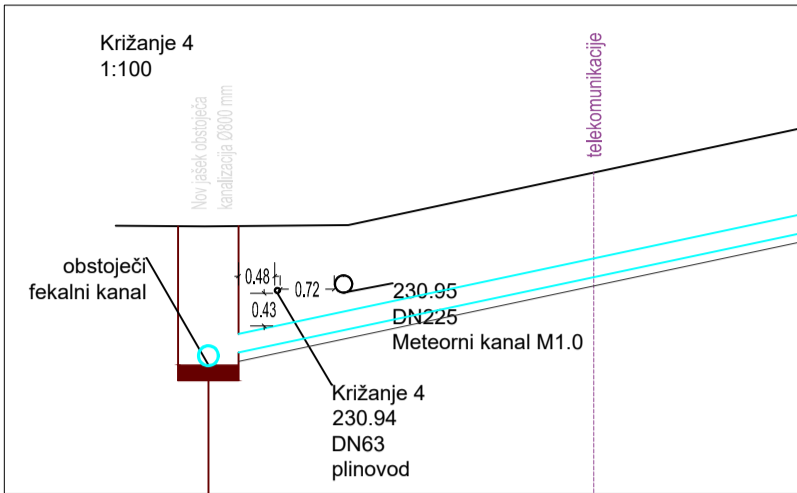 Križanje 4
1:100
Nov jašek obstoječa
kanalizacija Ø800 mm
telekomunikacije
obstoječi
fekalni kanal
0.48
0.72
0.43
230.95
DN225
Meteorni kanal M1.0
Križanje 4
230.94
DN63
plinovod